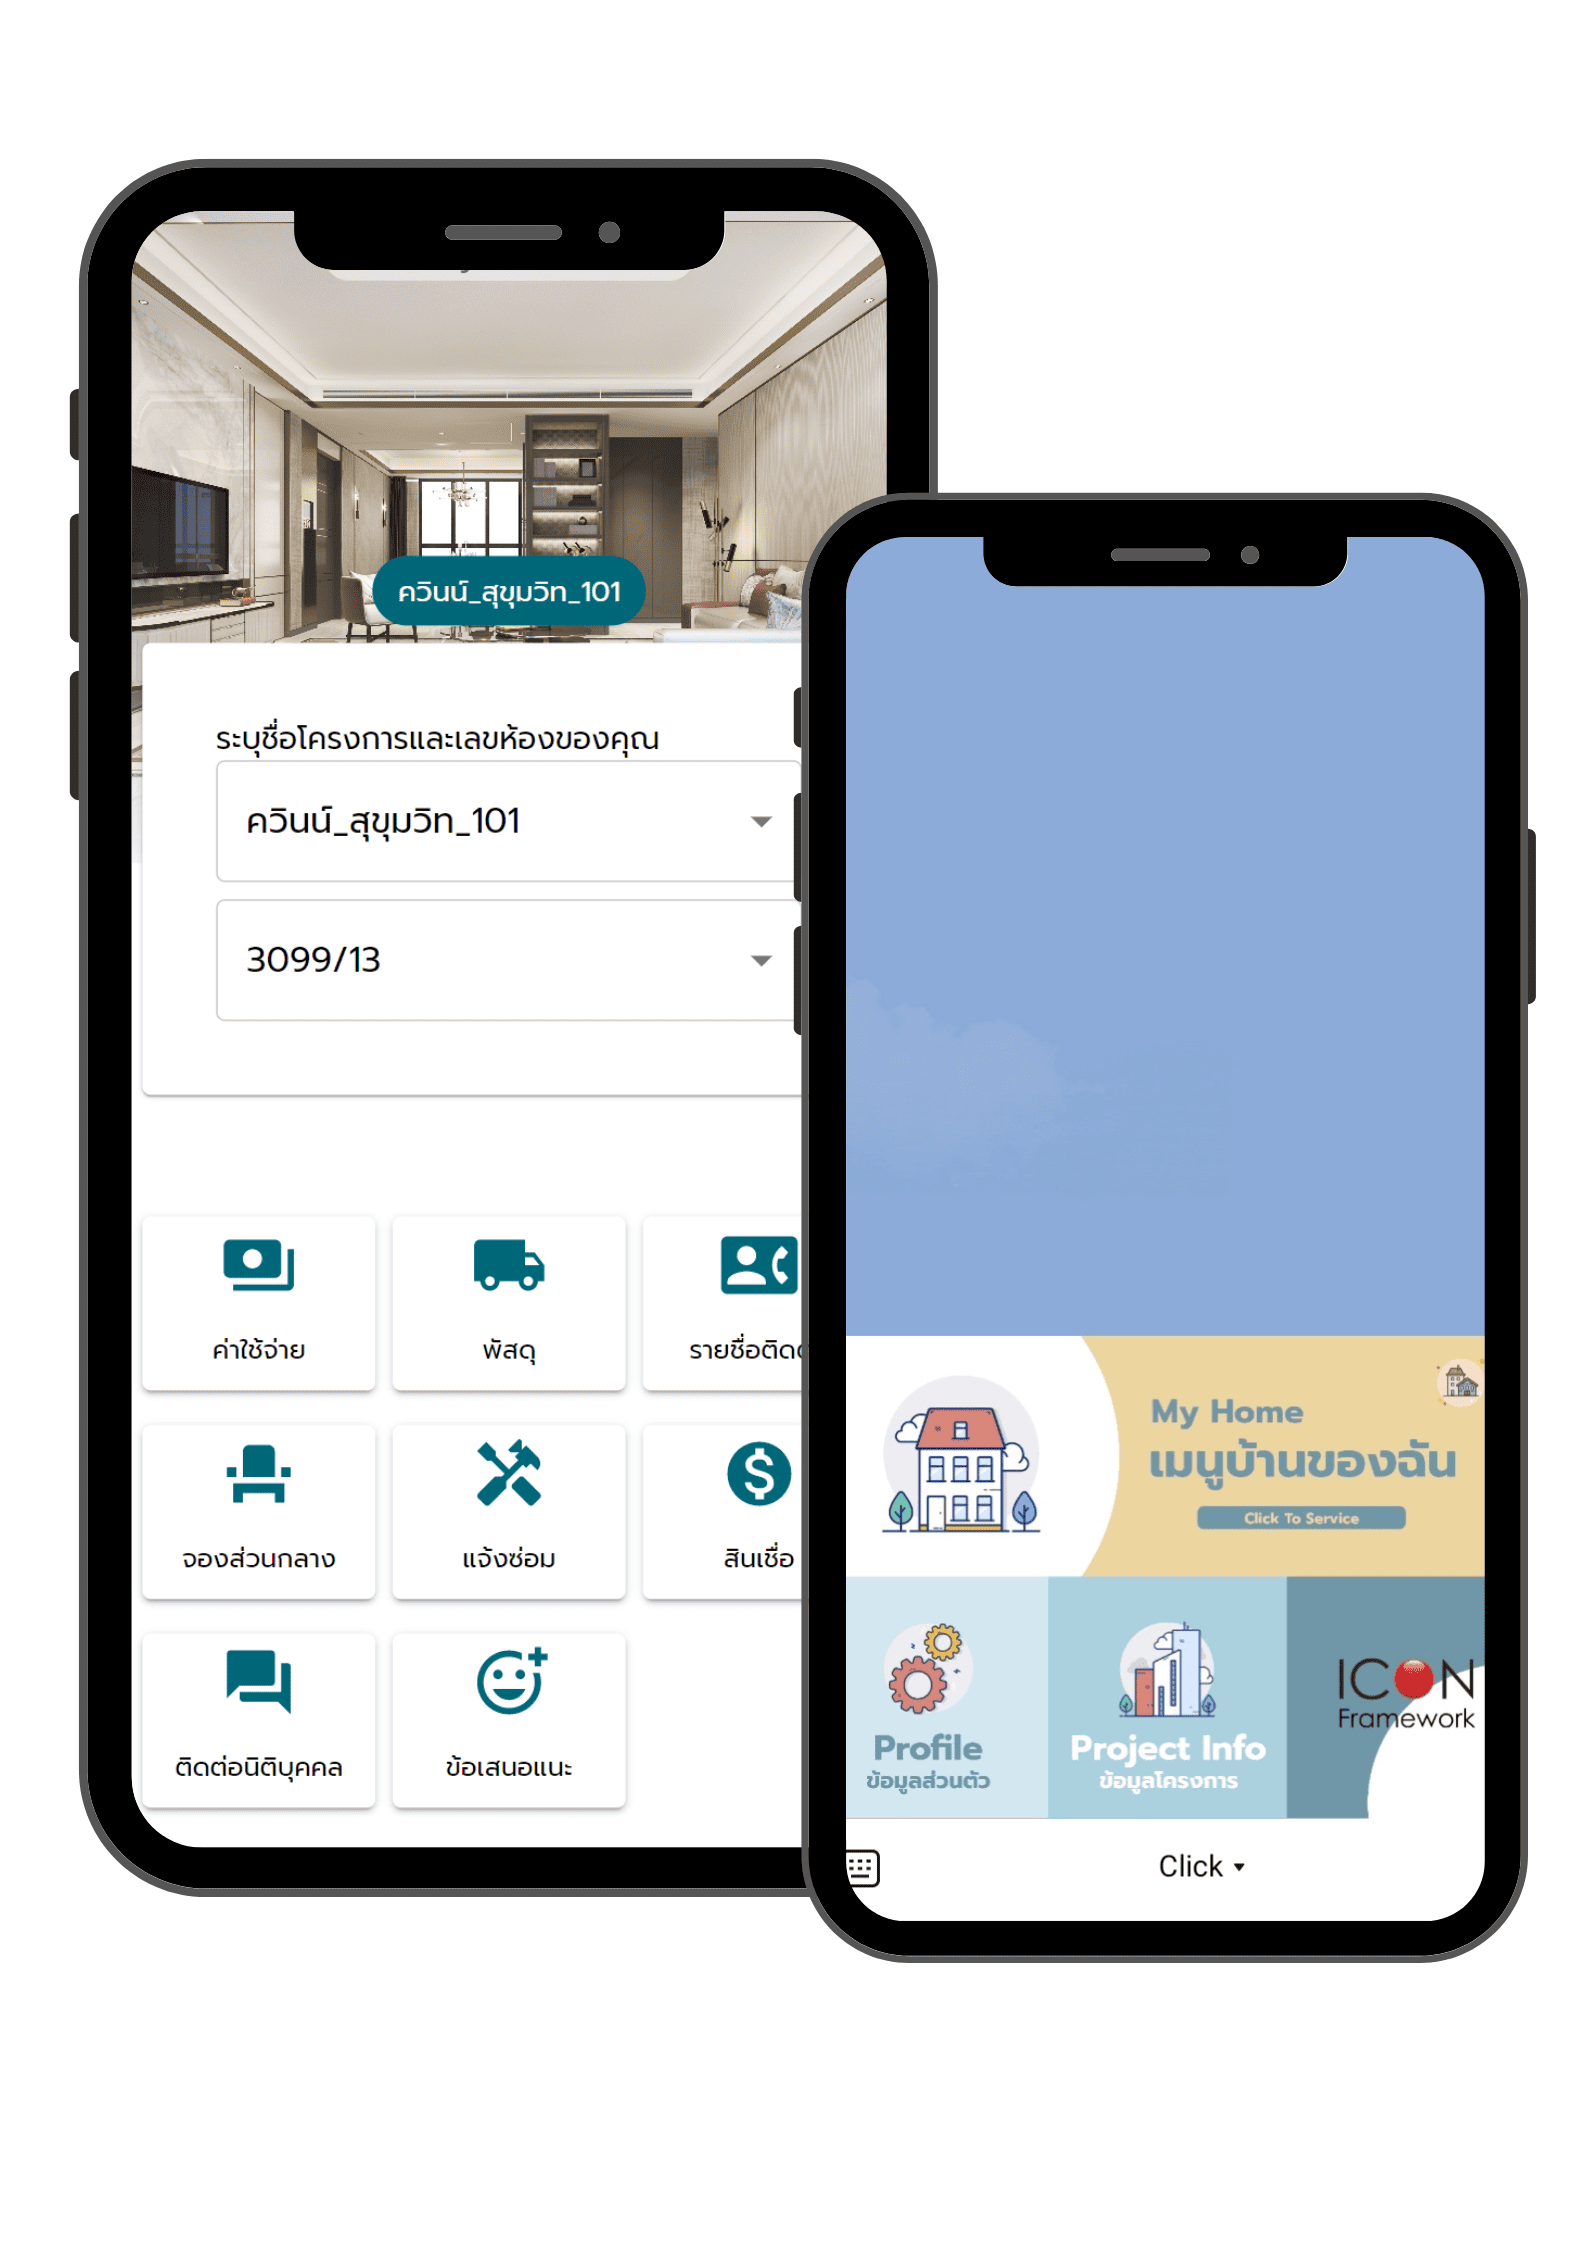 ควินน์_สุขุมวิท_101
ระบุชื่อโครงการและเลขห้องของคุณ
ควินน์_สุขุมวิท_101
3099/13
ค่าใช้จ่าย
พัสดุ
รายชื่อติด
จองส่วนกลาง
แจ้งซ่อม
สินเชื่อ
ติดต่อนิติบุคคล
ข้อเสนอแนะ
My Home
เมนูบ้านของฉัน
Click To Service
Profile
ข้อมูลส่วนตัว
Project Info
ข้อมูลโครงการ
ICON
Framework
Click